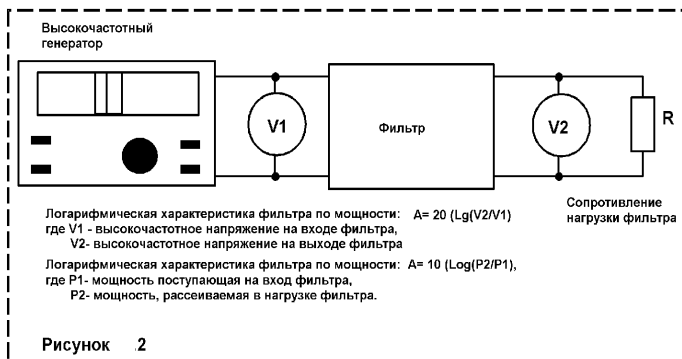 Высокочастотный
генератор
V1
Фильтр
V2
R
Сопротивление
нагрузки фильтра
Логарифмическая характеристика фильтра по мощности: A= 20 (Lg(V2/V1)
где V1 - высокочастотное напряжение на входе фильтра,
V2- высокочастотное напряжение на выходе фильтра
Логарифмическая характеристика фильтра по мощности: A= 10 (Log(P2/P1),
где P1- мощность поступающая на вход фильтра,
P2- мощность, рассеиваемая в нагрузке фильтра.
Рисунок .2